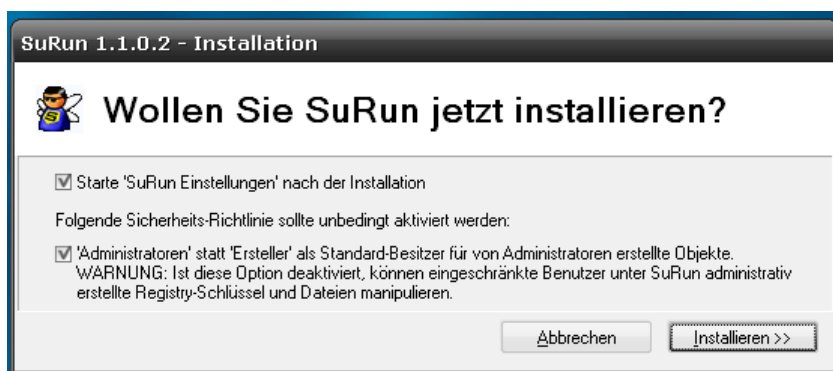 SuRun 1.1.0.2 - Installation
Wollen Sie SuRun jetzt installieren?
Starte 'SuRun Einstellungen' nach der Installation
Folgende Sicherheits-Richtlinie sollte unbedingt aktiviert werden:
'Administratoren' statt 'Ersteller' als Standard-Besitzer für von Administratoren erstellte Objekte.
WARNUNG: Ist diese Option deaktiviert, können eingeschränkte Benutzer unter SuRun administrativ
erstellte Registry-Schlüssel und Dateien manipulieren.
Abbrechen
Installieren >>